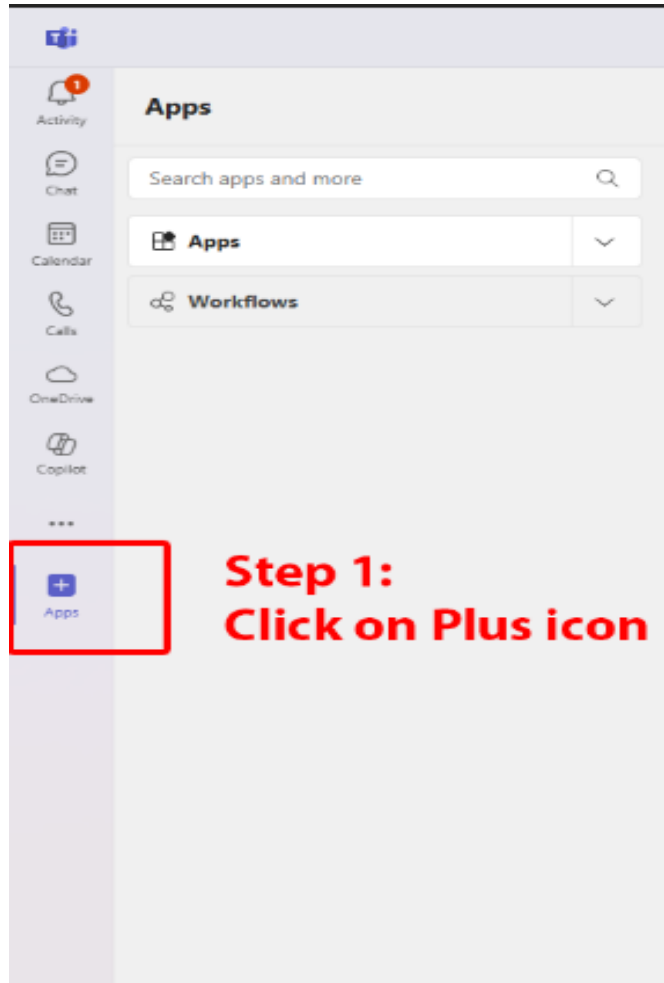 1
Activity
Chat
Calendar
Calls
OneDrive
Copilot
Apps
Apps
Search apps and more
Apps
Workflows
Step 1:
Click on Plus icon